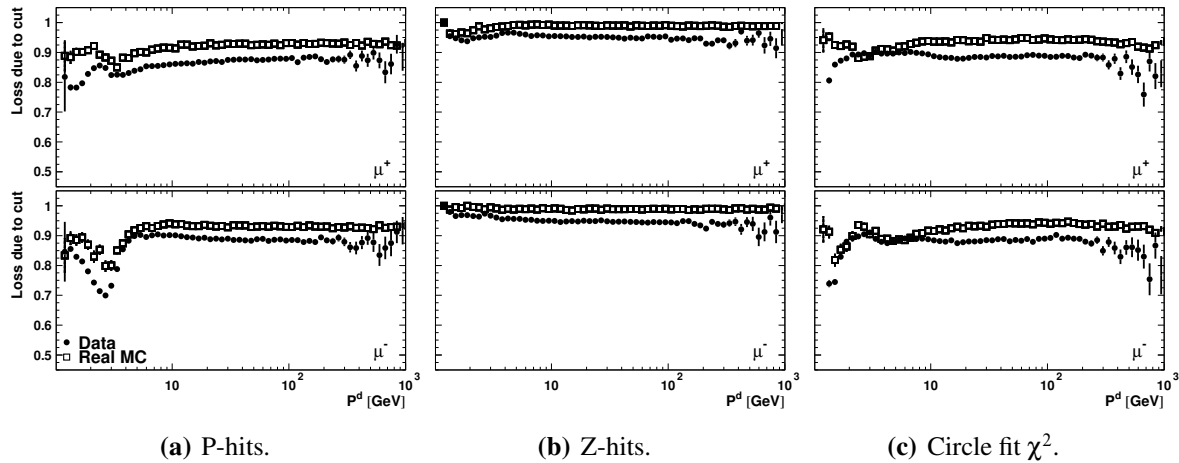 Loss due to cut
1
0.9
0.8
0.7
0.6
0.5
μ+
μ+
μ+
Loss due to cut
1
0.9
0.8
0.7
0.6
0.5
Data
Real MC
μ-
μ-
μ-
10 10^2 10^3
10 10^2 10^3
10 10^2 10^3
P^d [GeV]
P^d [GeV]
P^d [GeV]
(a) P-hits.
(b) Z-hits.
(c) Circle fit χ².